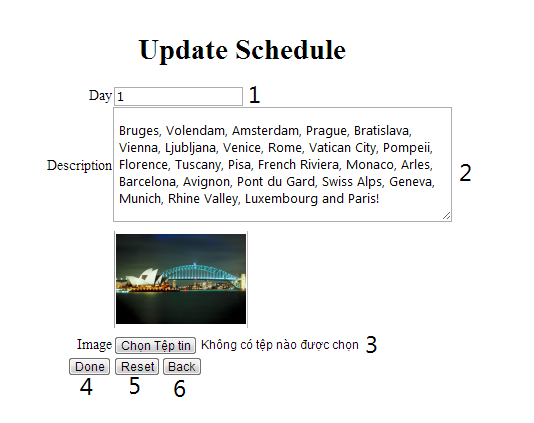 Update Schedule
Day 1 1
Bruges, Volendam, Amsterdam, Prague, Bratislava,
Vienna, Ljubljana, Venice, Rome, Vatican City, Pompeii,
Description Florence, Tuscany, Pisa, French Riviera, Monaco, Arles, 2
Barcelona, Avignon, Pont du Gard, Swiss Alps, Geneva,
Munich, Rhine Valley, Luxembourg and Paris!
Image Chọn Tệp tin Không có tệp nào được chọn 3
Done Reset Back
4 5 6